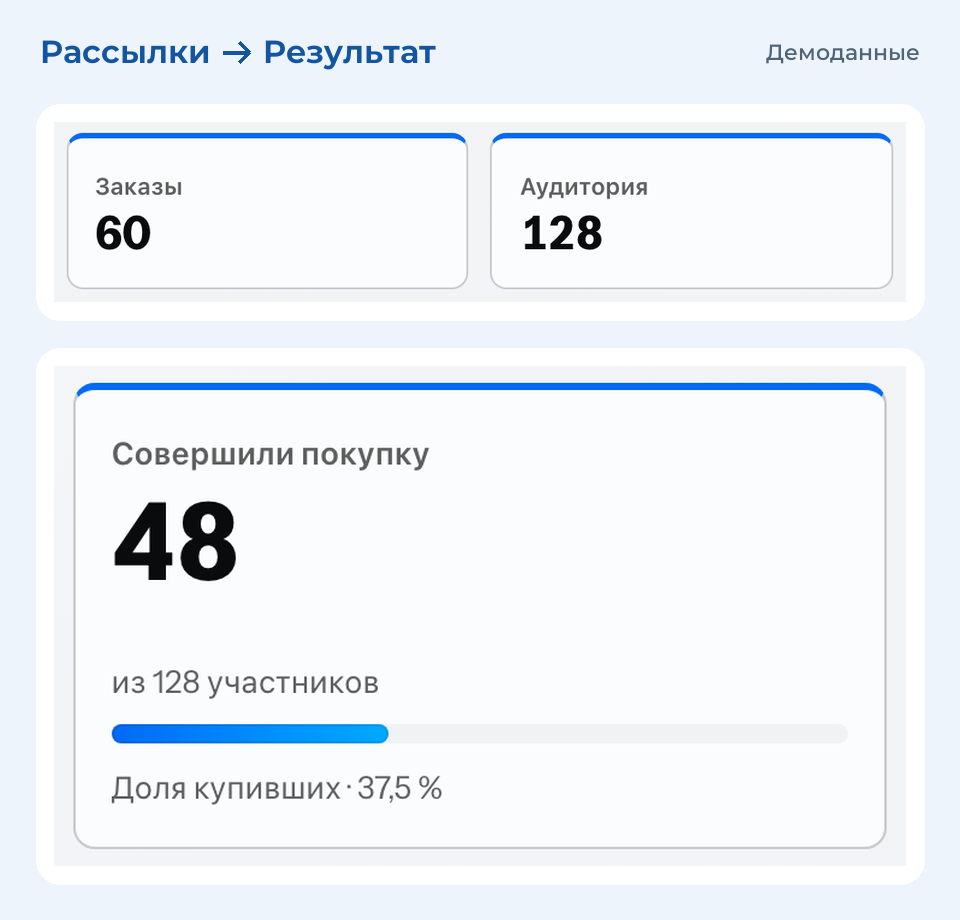 Рассылки → Результат
Демоданные
Заказы
60
Аудитория
128
Совершили покупку
48
из 128 участников
Доля купивших · 37,5 %